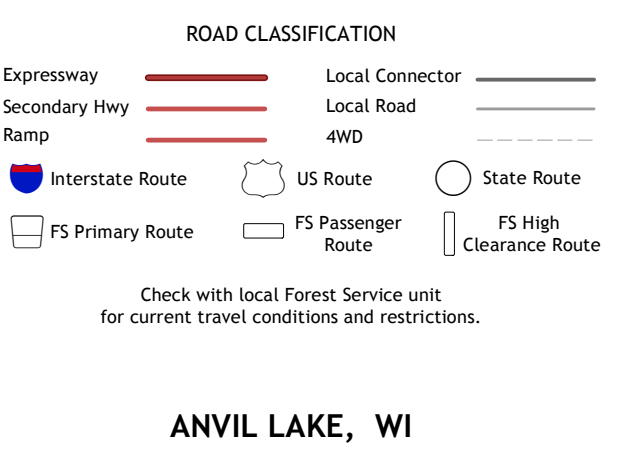 ROAD CLASSIFICATION
Expressway
Local Connector
Secondary Hwy
Local Road
Ramp
4WD
Interstate Route
US Route
State Route
FS Primary Route
FS Passenger
Route
FS High
Clearance Route
Check with local Forest Service unit
for current travel conditions and restrictions.
ANVIL LAKE, WI